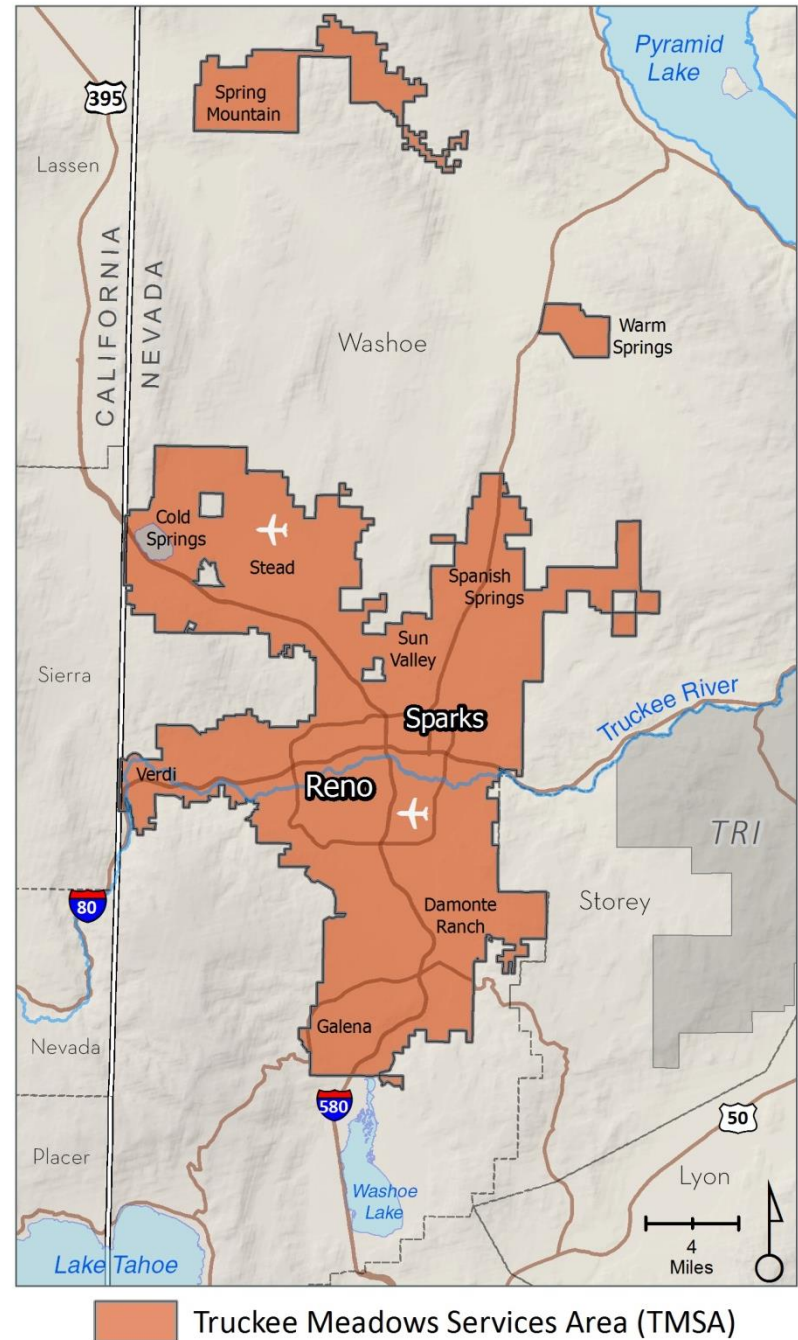 Pyramid
Lake
395
Spring
Mountain
Lassen
CALIFORNIA
NEVADA
Washoe
Warm
Springs
Cold
Springs
Stead
Spanish
Springs
Sun
Valley
Sierra
Sparks
Truckee River
Verdi
Reno
TRI
80
Damonte
Ranch
Storey
Galena
Nevada
580
50
Placer
Washoe
Lake
Lyon
4
Miles
Lake Tahoe
Truckee Meadows Services Area (TMSA)